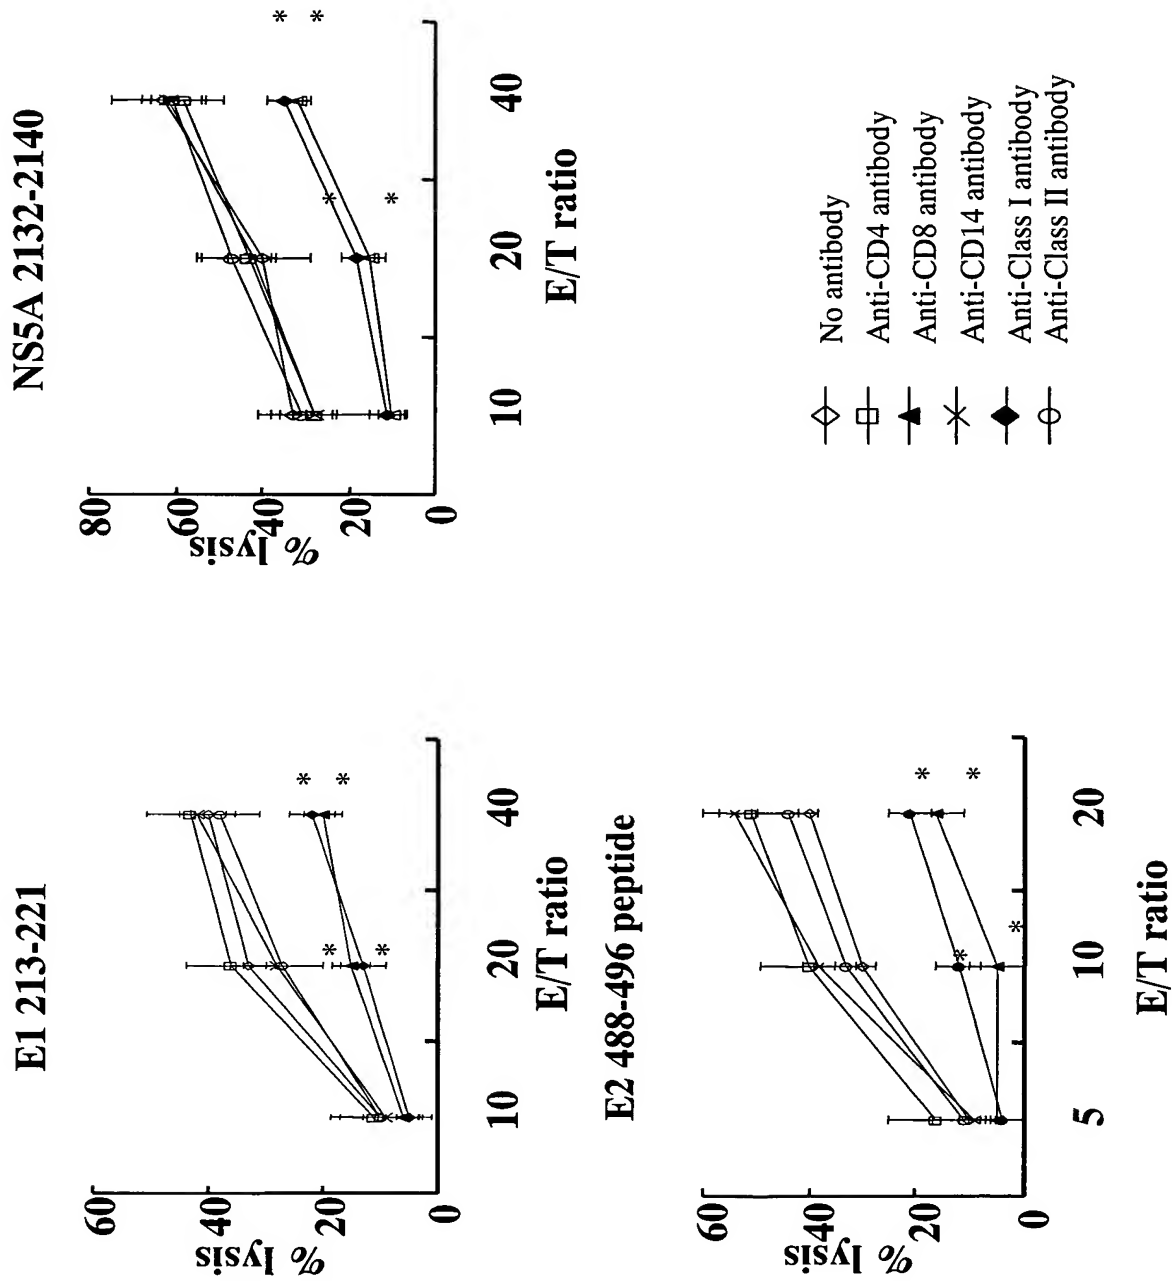 E1 213-221
60
40
20
0
% lysis
*
*
*
*
10
20
40
E/T ratio
NS5A 2132-2140
80
60
40
20
0
% lysis
*
*
*
*
10
20
40
E/T ratio
E2 488-496 peptide
60
40
20
0
% lysis
*
*
*
*
5
10
20
E/T ratio
No antibody
Anti-CD4 antibody
Anti-CD8 antibody
Anti-CD14 antibody
Anti-Class I antibody
Anti-Class II antibody